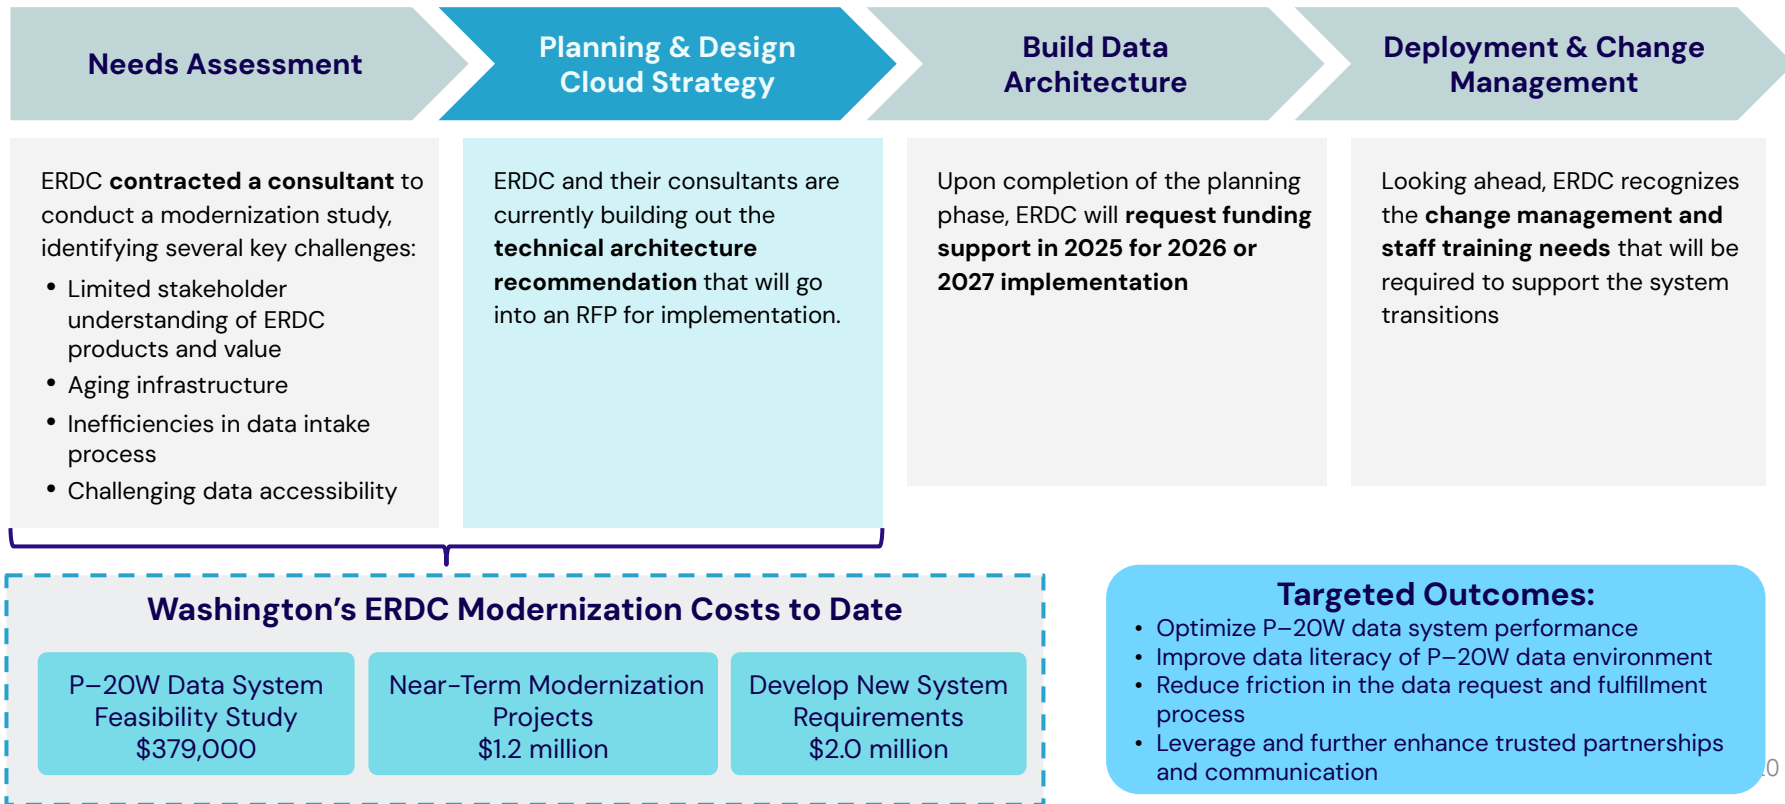 Needs Assessment
Planning & Design
Cloud Strategy
Build Data
Architecture
Deployment & Change
Management
ERDC contracted a consultant to
conduct a modernization study,
identifying several key challenges:
• Limited stakeholder
understanding of ERDC
products and value
• Aging infrastructure
• Inefficiencies in data intake
process
• Challenging data accessibility
ERDC and their consultants are
currently building out the
technical architecture
recommendation that will go
into an RFP for implementation.
Upon completion of the planning
phase, ERDC will request funding
support in 2025 for 2026 or
2027 implementation
Looking ahead, ERDC recognizes
the change management and
staff training needs that will be
required to support the system
transitions
Washington’s ERDC Modernization Costs to Date
P–20W Data System
Feasibility Study
$379,000
Near-Term Modernization
Projects
$1.2 million
Develop New System
Requirements
$2.0 million
Targeted Outcomes:
• Optimize P–20W data system performance
• Improve data literacy of P–20W data environment
• Reduce friction in the data request and fulfillment
process
• Leverage and further enhance trusted partnerships
and communication